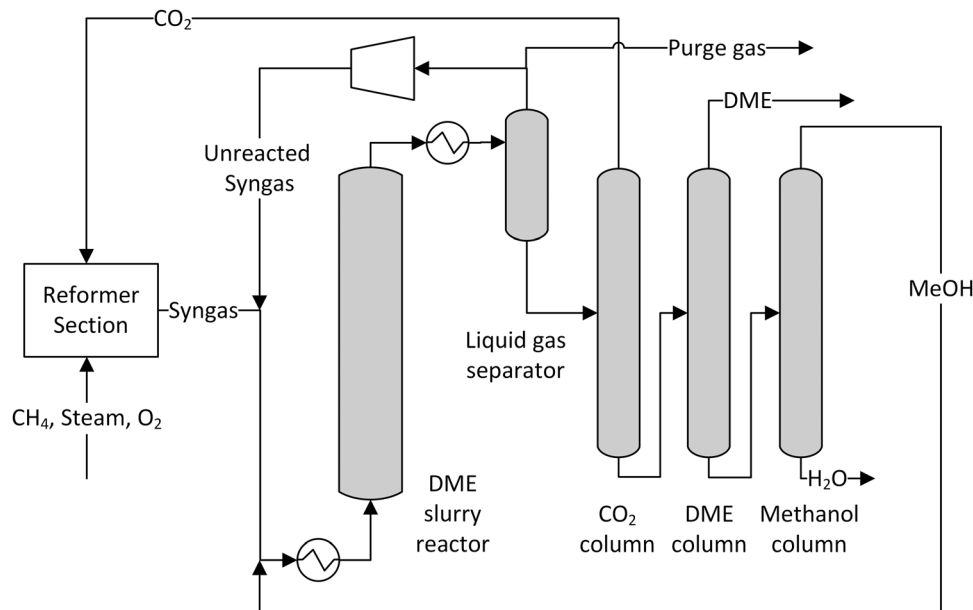 CO₂
Purge gas
DME
Unreacted
Syngas
Reformer
Section
Syngas
MeOH
Liquid gas
separator
CH₄, Steam, O₂
DME
slurry
reactor
H₂O
CO₂
column
DME
column
Methanol
column